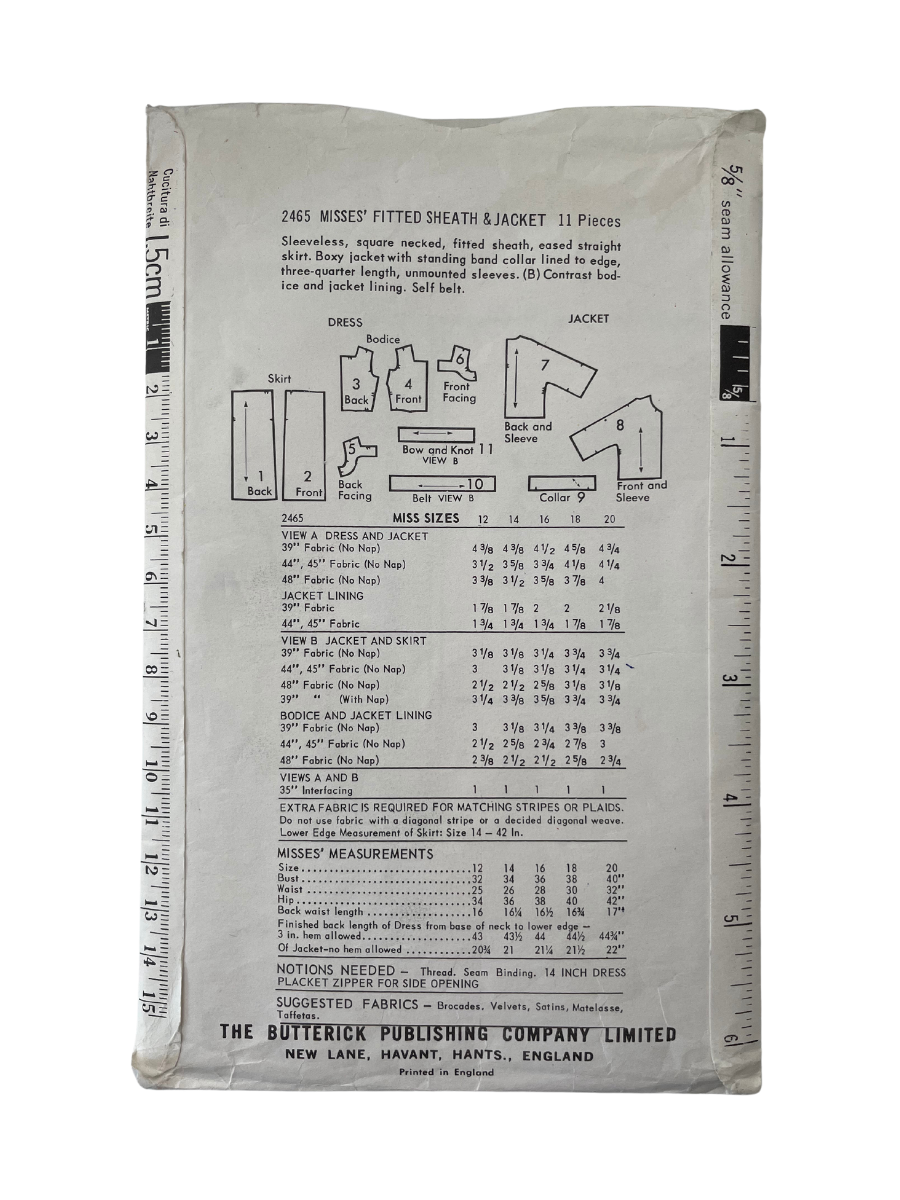 2465 MISSES' FITTED SHEATH & JACKET 11 Pieces
Sleeveless, square necked, fitted sheath, eased straight
skirt. Boxy jacket with standing band collar lined to edge,
three-quarter length, unmounted sleeves. (B) Contrast bod-
ice and jacket lining. Self belt.
DRESS
JACKET
Bodice
Skirt
1
Back
2
Front
3
Back
4
Front
6
Front
Facing
5
Back
Facing
Bow and Knot 11
VIEW B
10
Belt VIEW B
7
Back and
Sleeve
8
Front and
Sleeve
Collar 9
2465 MISS SIZES 12 14 16 18 20
VIEW A DRESS AND JACKET
39" Fabric (No Nap) 4 3/8 4 3/8 4 1/2 4 5/8 4 3/4
44", 45" Fabric (No Nap) 3 1/2 3 5/8 3 3/4 4 1/8 4 1/4
48" Fabric (No Nap) 3 3/8 3 1/2 3 5/8 3 7/8 4
JACKET LINING
39" Fabric 1 7/8 1 7/8 2 2 2 1/8
44", 45" Fabric 1 3/4 1 3/4 1 3/4 1 7/8 1 7/8
VIEW B JACKET AND SKIRT
39" Fabric (No Nap) 3 1/8 3 1/8 3 1/4 3 3/4 3 3/4
44", 45" Fabric (No Nap) 3 3 1/8 3 1/8 3 1/4 3 1/4
48" Fabric (No Nap) 2 1/2 2 1/2 2 5/8 3 1/8 3 1/8
39" " (With Nap) 3 1/4 3 3/8 3 5/8 3 3/4 3 3/4
BODICE AND JACKET LINING
39" Fabric (No Nap) 3 3 1/8 3 1/4 3 3/8 3 3/8
44", 45" Fabric (No Nap) 2 1/2 2 5/8 2 3/4 2 7/8 3
48" Fabric (No Nap) 2 3/8 2 1/2 2 1/2 2 5/8 2 3/4
VIEWS A AND B
35" Interfacing 1 1 1 1 1
EXTRA FABRIC IS REQUIRED FOR MATCHING STRIPES OR PLAIDS.
Do not use fabric with a diagonal stripe or a decided diagonal weave.
Lower Edge Measurement of Skirt: Size 14 – 42 In.
MISSES' MEASUREMENTS
Size 12 14 16 18 20
Bust 32 34 36 38 40"
Waist 25 26 28 30 32"
Hip 34 36 38 40 42"
Back waist length 16 16¼ 16½ 16¾ 17"
Finished back length of Dress from base of neck to lower edge –
3 in. hem allowed 43 43½ 44 44½ 44¾"
Of Jacket-no hem allowed 20¾ 21 21¼ 21½ 22"
NOTIONS NEEDED – Thread. Seam Binding. 14 INCH DRESS
PLACKET ZIPPER FOR SIDE OPENING
SUGGESTED FABRICS – Brocades. Velvets, Satins, Matelasse,
Taffetas.
THE BUTTERICK PUBLISHING COMPANY LIMITED
NEW LANE, HAVANT, HANTS., ENGLAND
Printed in England
Cucitura di
Nahtbreite
1,5cm
1 2 3 4 5 6 7 8 9 10 11 12 13 14 15
5/8" seam allowance
5/8
1 2 3 4 5 6